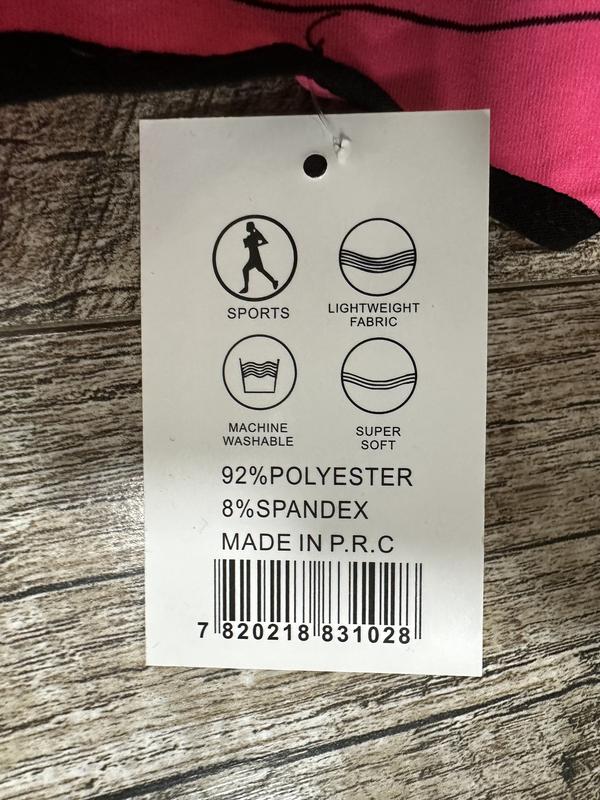 SPORTS
LIGHTWEIGHT
FABRIC
MACHINE
WASHABLE
SUPER
SOFT
92%POLYESTER
8%SPANDEX
MADE IN P.R.C
7 820218 831028